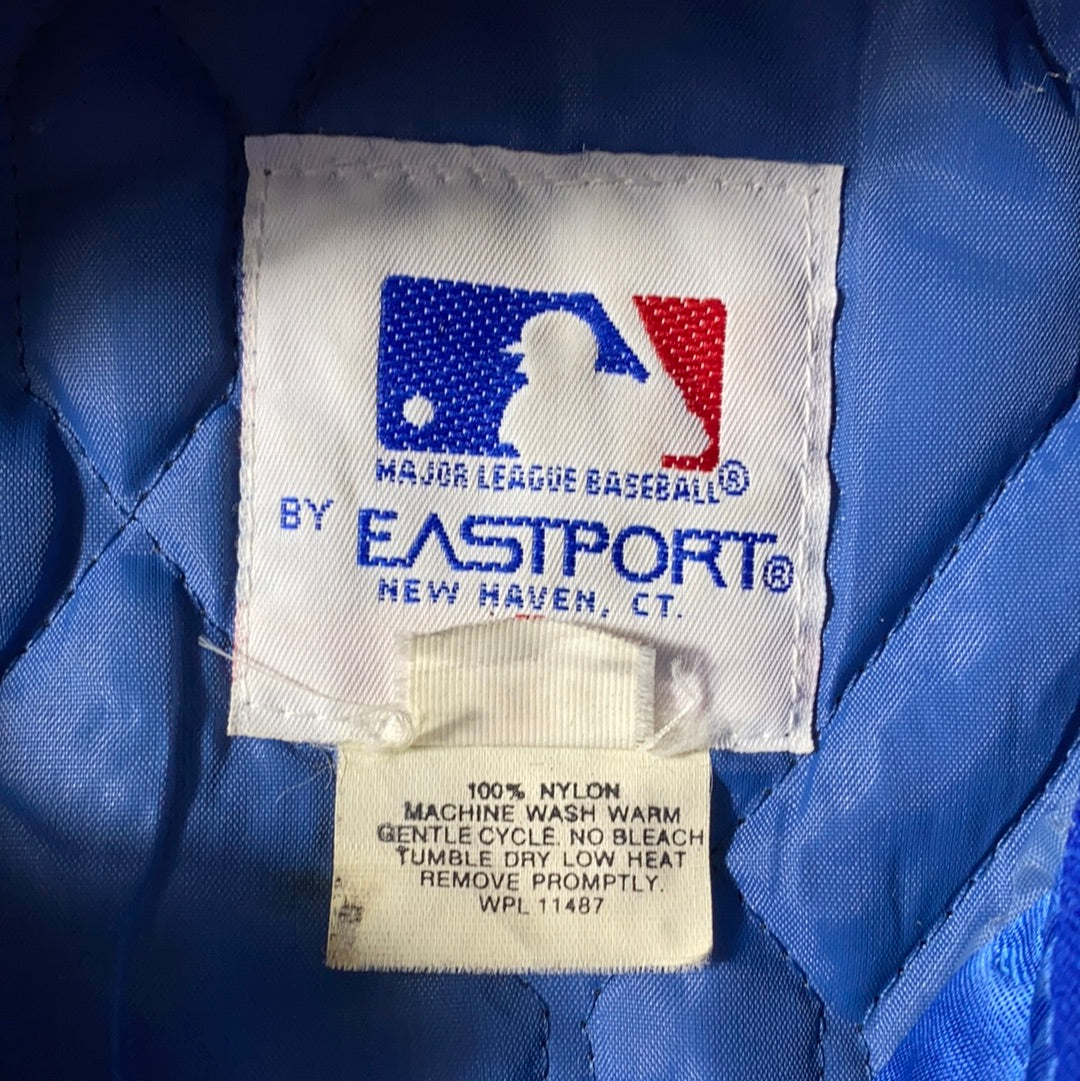 MAJOR LEAGUE BASEBALL®
BY EASTPORT®
NEW HAVEN, CT.
100% NYLON
MACHINE WASH WARM
GENTLE CYCLE. NO BLEACH
TUMBLE DRY LOW HEAT
REMOVE PROMPTLY.
WPL 11487